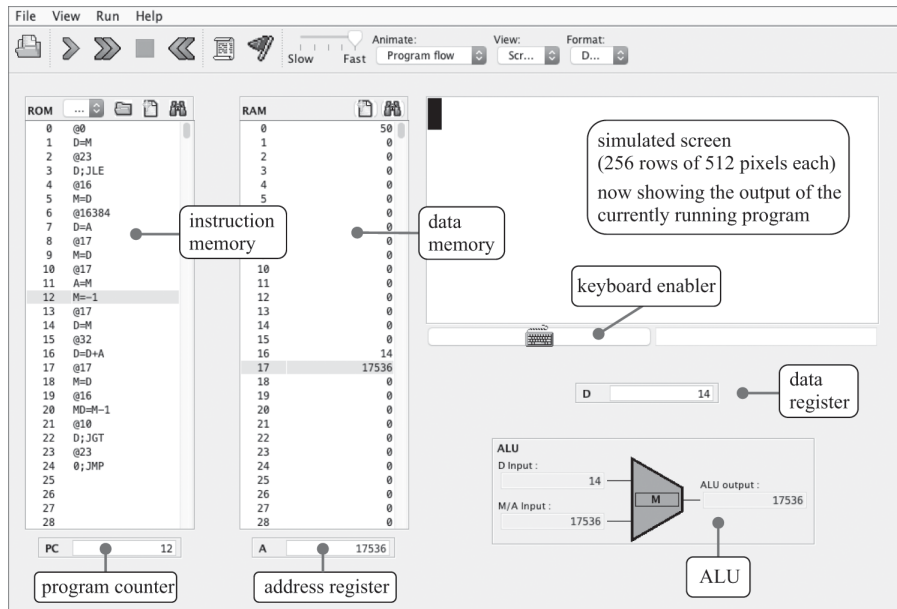 File View Run Help
Slow Fast
Animate:
Program flow
View:
Scr...
Format:
D...
ROM ...
0 @0
1 D=M
2 @23
3 D;JLE
4 @16
5 M=D
6 @16384
7 D=A
8 @17
9 M=D
10 @17
11 A=M
12 M=-1
13 @17
14 D=M
15 @32
16 D=D+A
17 @17
18 M=D
19 @16
20 MD=M-1
21 @10
22 D;JGT
23 @23
24 0;JMP
25
26
27
28
instruction
memory
PC 12
program counter
RAM
0 50
1 0
2 0
3 0
4 0
5 0
0
0
0
0
10 0
11 0
12 0
13 0
14 0
15 0
16 14
17 17536
18 0
19 0
20 0
21 0
22 0
23 0
24 0
25 0
26 0
27 0
28 0
data
memory
A 17536
address register
simulated screen
(256 rows of 512 pixels each)
now showing the output of the
currently running program
keyboard enabler
D 14
data
register
ALU
D Input :
14
M/A Input :
17536
M
ALU output :
17536
ALU